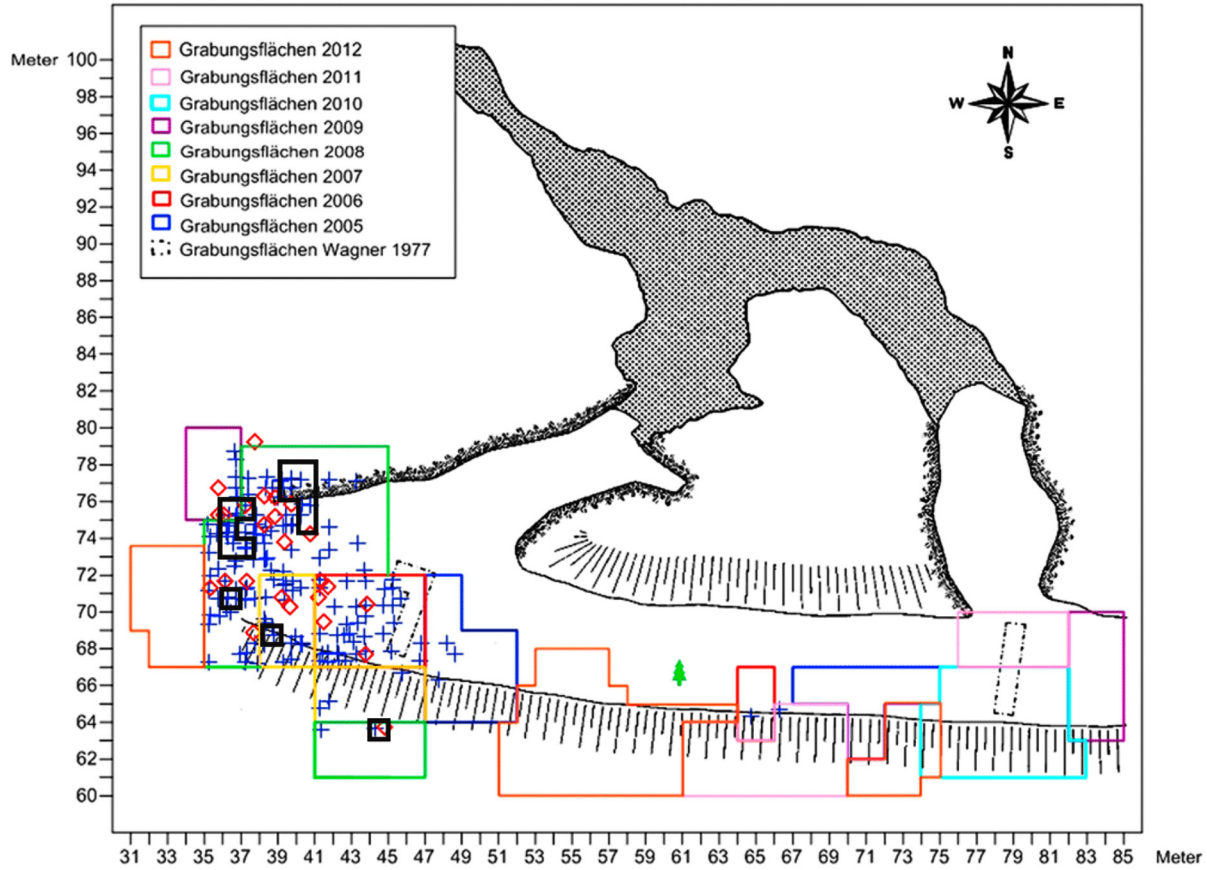 Grabungsflächen 2012
Grabungsflächen 2011
Grabungsflächen 2010
Grabungsflächen 2009
Grabungsflächen 2008
Grabungsflächen 2007
Grabungsflächen 2006
Grabungsflächen 2005
Grabungsflächen Wagner 1977
N
W E
S
Meter 100
98
96
94
92
90
88
86
84
82
80
78
76
74
72
70
68
66
64
62
60
31 33 35 37 39 41 43 45 47 49 51 53 55 57 59 61 63 65 67 69 71 73 75 77 79 81 83 85 Meter